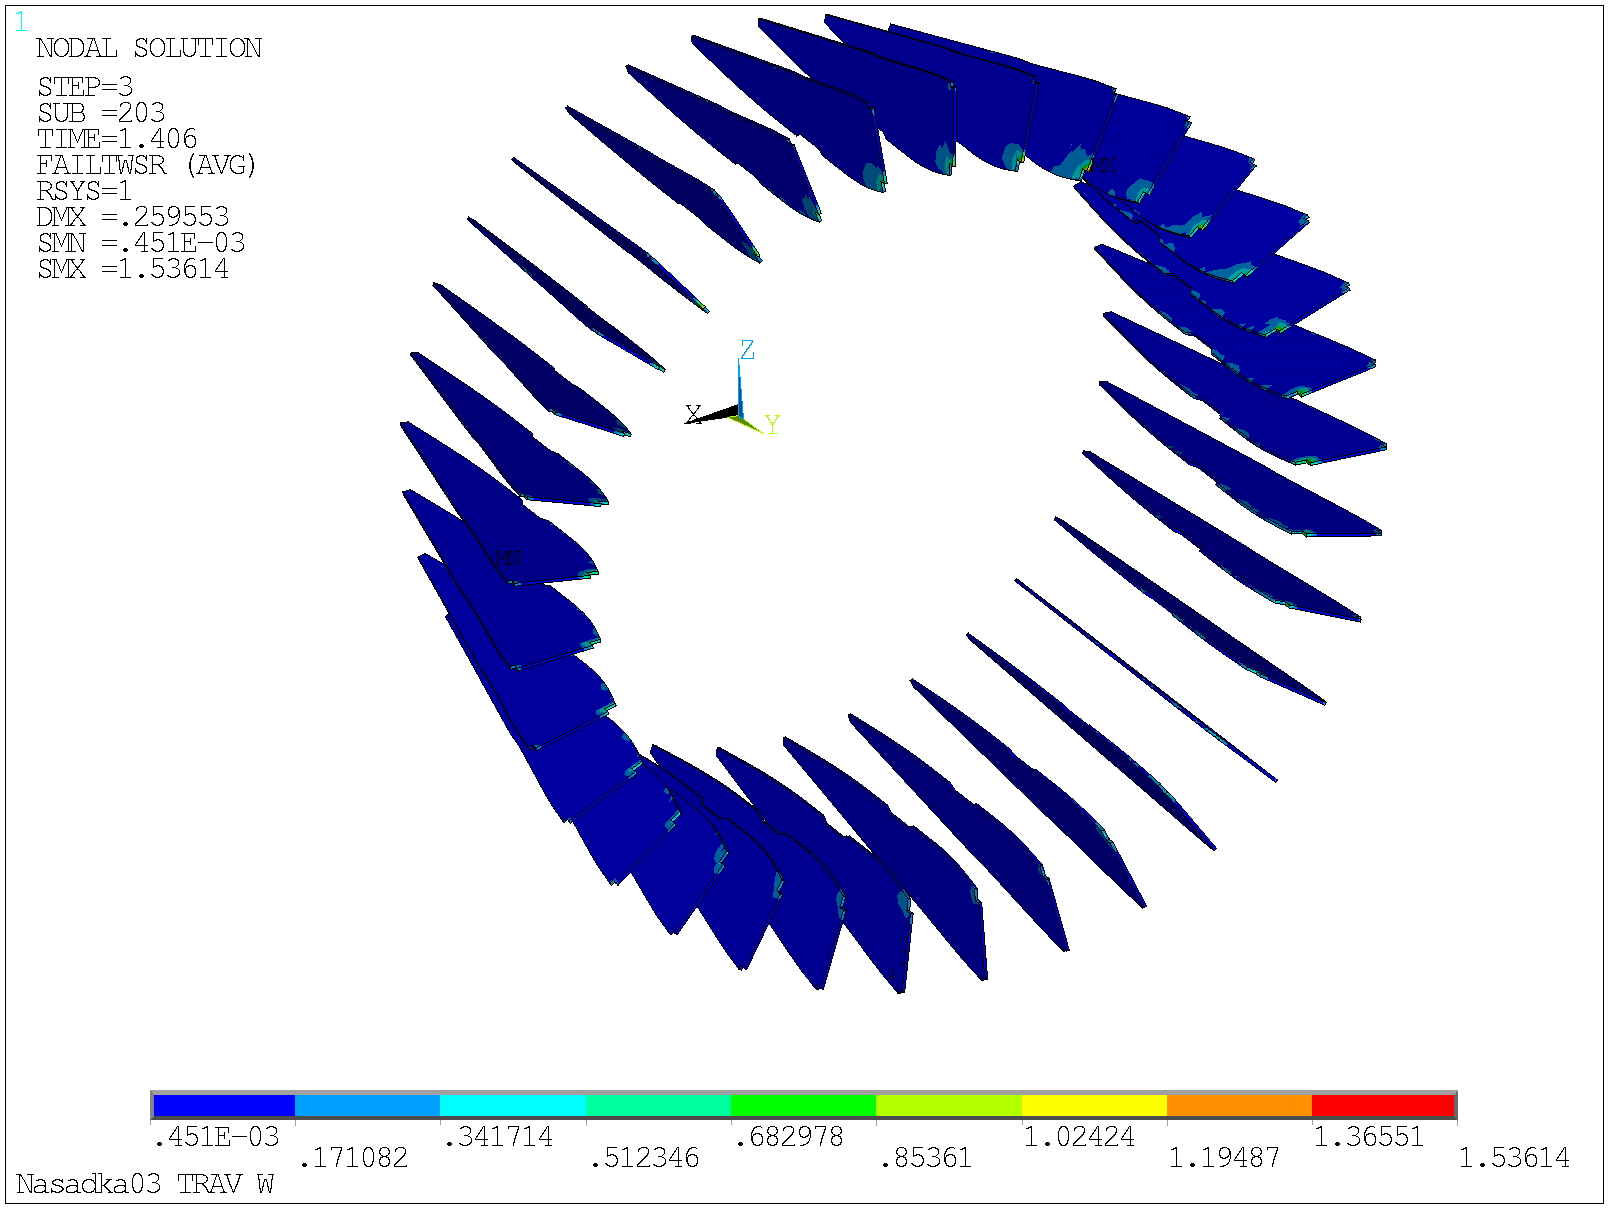 1
NODAL SOLUTION
STEP=3
SUB =203
TIME=1.406
FAILTWSR (AVG)
RSYS=1
DMX =.259553
SMN =.451E-03
SMX =1.53614
MX
Z
X
Y
MN
.451E-03 .341714 .682978 1.02424 1.36551
.171082 .512346 .85361 1.19487 1.53614
Nasadka03 TRAV W